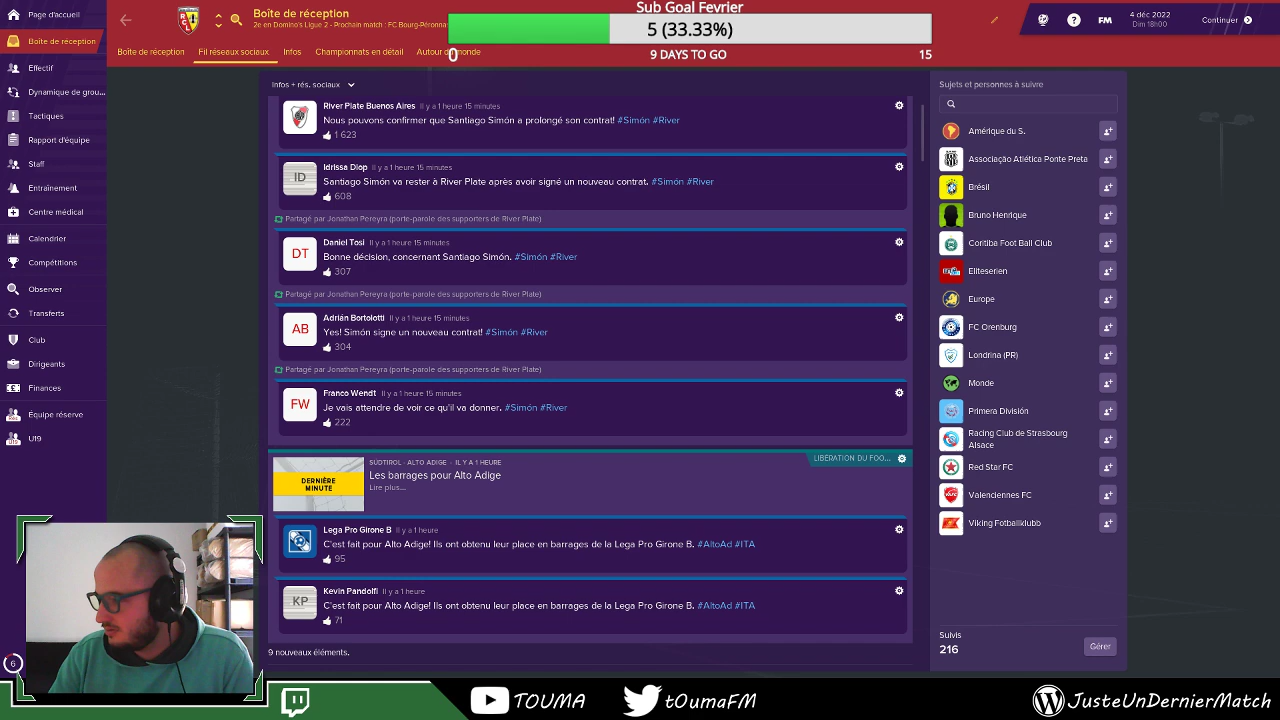 Sub Goal Fevrier
5 (33.33%)
0
9 DAYS TO GO
15
Boîte de réception
2e en Domino's Ligue 2 - Prochain match : FC Bourg-Péronna
FM
4 déc 2022
Dim 18h00
Continuer
Boîte de réception
Fil réseaux sociaux
Infos
Championnats en détail
Autour du monde
Page d'accueil
Boîte de réception
Effectif
Dynamique de grou...
Tactiques
Rapport d'équipe
Staff
Entraînement
Centre médical
Calendrier
Compétitions
Observer
Transferts
Club
Dirigeants
Finances
Équipe réserve
U19
6
Infos + rés. sociaux
River Plate Buenos Aires Il y a 1 heure 15 minutes
Nous pouvons confirmer que Santiago Simón a prolongé son contrat! #Simón #River
1 623
ID
Idrissa Diop Il y a 1 heure 15 minutes
Santiago Simón va rester à River Plate après avoir signé un nouveau contrat. #Simón #River
608
Partagé par Jonathan Pereyra (porte-parole des supporters de River Plate)
DT
Daniel Tosi Il y a 1 heure 15 minutes
Bonne décision, concernant Santiago Simón. #Simón #River
307
Partagé par Jonathan Pereyra (porte-parole des supporters de River Plate)
AB
Adrián Bortolotti Il y a 1 heure 15 minutes
Yes! Simón signe un nouveau contrat! #Simón #River
304
Partagé par Jonathan Pereyra (porte-parole des supporters de River Plate)
FW
Franco Wendt Il y a 1 heure 15 minutes
Je vais attendre de voir ce qu'il va donner. #Simón #River
222
DERNIÈRE
MINUTE
SÜDTIROL - ALTO ADIGE - IL Y A 1 HEURE
LIBÉRATION DU FOO...
Les barrages pour Alto Adige
Lire plus...
Lega Pro Girone B Il y a 1 heure
C'est fait pour Alto Adige! Ils ont obtenu leur place en barrages de la Lega Pro Girone B. #AltoAd #ITA
95
KP
Kevin Pandolfi Il y a 1 heure
C'est fait pour Alto Adige! Ils ont obtenu leur place en barrages de la Lega Pro Girone B. #AltoAd #ITA
71
9 nouveaux éléments.
Sujets et personnes à suivre
Amérique du S.
Associação Atlética Ponte Preta
Brésil
Bruno Henrique
Coritiba Foot Ball Club
Eliteserien
Europe
FC Orenburg
Londrina (PR)
Monde
Primera División
Racing Club de Strasbourg
Alsace
Red Star FC
Valenciennes FC
Viking Fotballklubb
Suivis
216
Gérer
TOUMA
tOumaFM
JusteUnDernierMatch